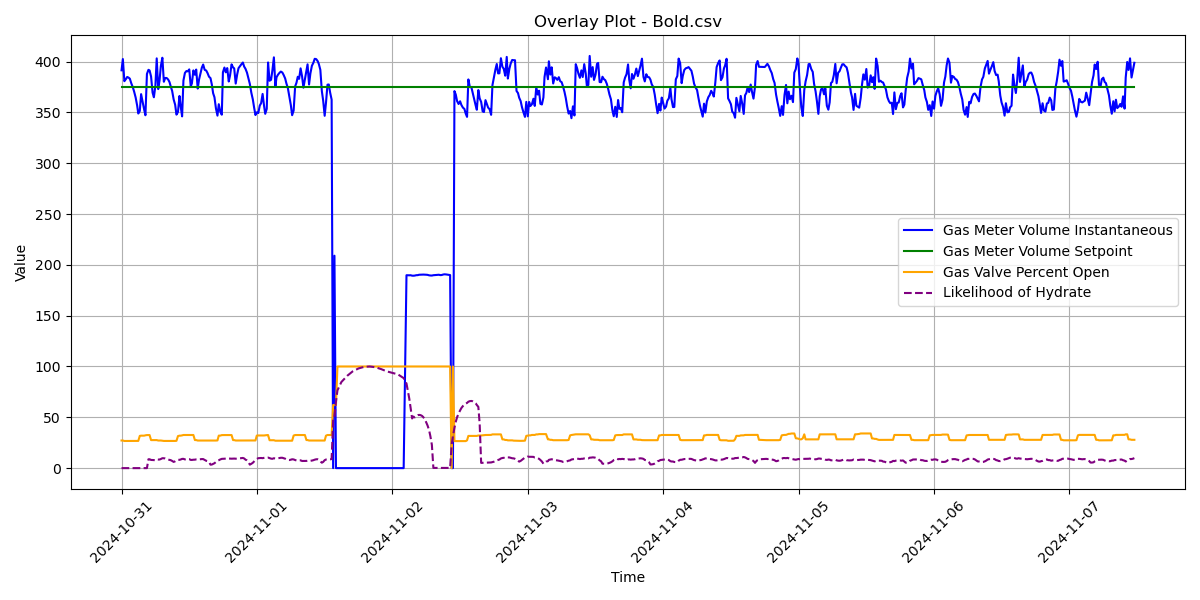 Overlay Plot - Bold.csv
400
350
300
250
200
150
100
50
0
Value
Gas Meter Volume Instantaneous
Gas Meter Volume Setpoint
Gas Valve Percent Open
Likelihood of Hydrate
2024-10-31
2024-11-01
2024-11-02
2024-11-03
2024-11-04
2024-11-05
2024-11-06
2024-11-07
Time